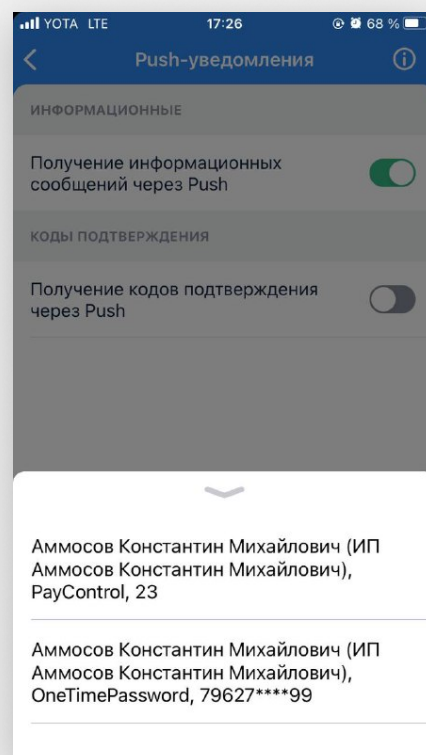 YOTA LTE 17:26 68 %
Push-уведомления
ИНФОРМАЦИОННЫЕ
Получение информационных
сообщений через Push
КОДЫ ПОДТВЕРЖДЕНИЯ
Получение кодов подтверждения
через Push
Аммосов Константин Михайлович (ИП
Аммосов Константин Михайлович),
PayControl, 23
Аммосов Константин Михайлович (ИП
Аммосов Константин Михайлович),
OneTimePassword, 79627****99